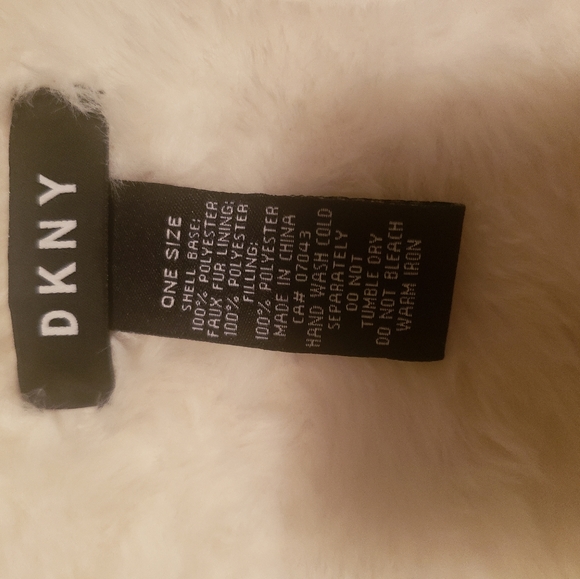 DKNY
ONE SIZE
SHELL BASE:
100% POLYESTER
FAUX FUR LINING:
100% POLYESTER
FILLING:
100% POLYESTER
MADE IN CHINA
CA# 07043
HAND WASH COLD
SEPARATELY
DO NOT
TUMBLE DRY
DO NOT BLEACH
WARM IRON